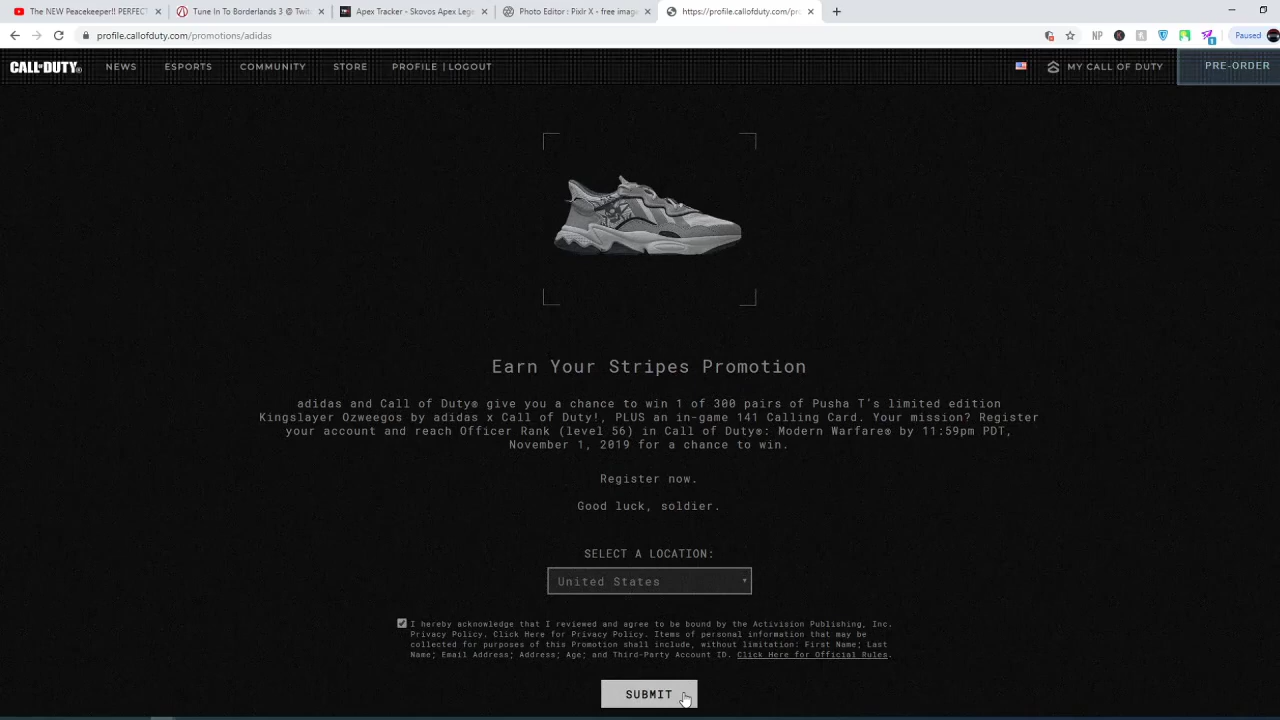 The NEW Peacekeeper!! PERFECT
Tune In To Borderlands 3 @ Twit
Apex Tracker - Skovos Apex Lege
Photo Editor : Pixlr X - free imag
https://profile.callofduty.com/pro
profile.callofduty.com/promotions/adidas
NP
1
Paused
CALL OF DUTY®
NEWS
ESPORTS
COMMUNITY
STORE
PROFILE | LOGOUT
MY CALL OF DUTY
PRE-ORDER
Earn Your Stripes Promotion
adidas and Call of Duty® give you a chance to win 1 of 300 pairs of Pusha T's limited edition
Kingslayer Ozweegos by adidas x Call of Duty!, PLUS an in-game 141 Calling Card. Your mission? Register
your account and reach Officer Rank (level 56) in Call of Duty®: Modern Warfare® by 11:59pm PDT,
November 1, 2019 for a chance to win.
Register now.
Good luck, soldier.
SELECT A LOCATION:
United States
I hereby acknowledge that I reviewed and agree to be bound by the Activision Publishing, Inc.
Privacy Policy. Click Here for Privacy Policy. Items of personal information that may be
collected for purposes of this Promotion shall include, without limitation: First Name; Last
Name; Email Address; Address; Age; and Third-Party Account ID. Click Here for Official Rules.
SUBMIT